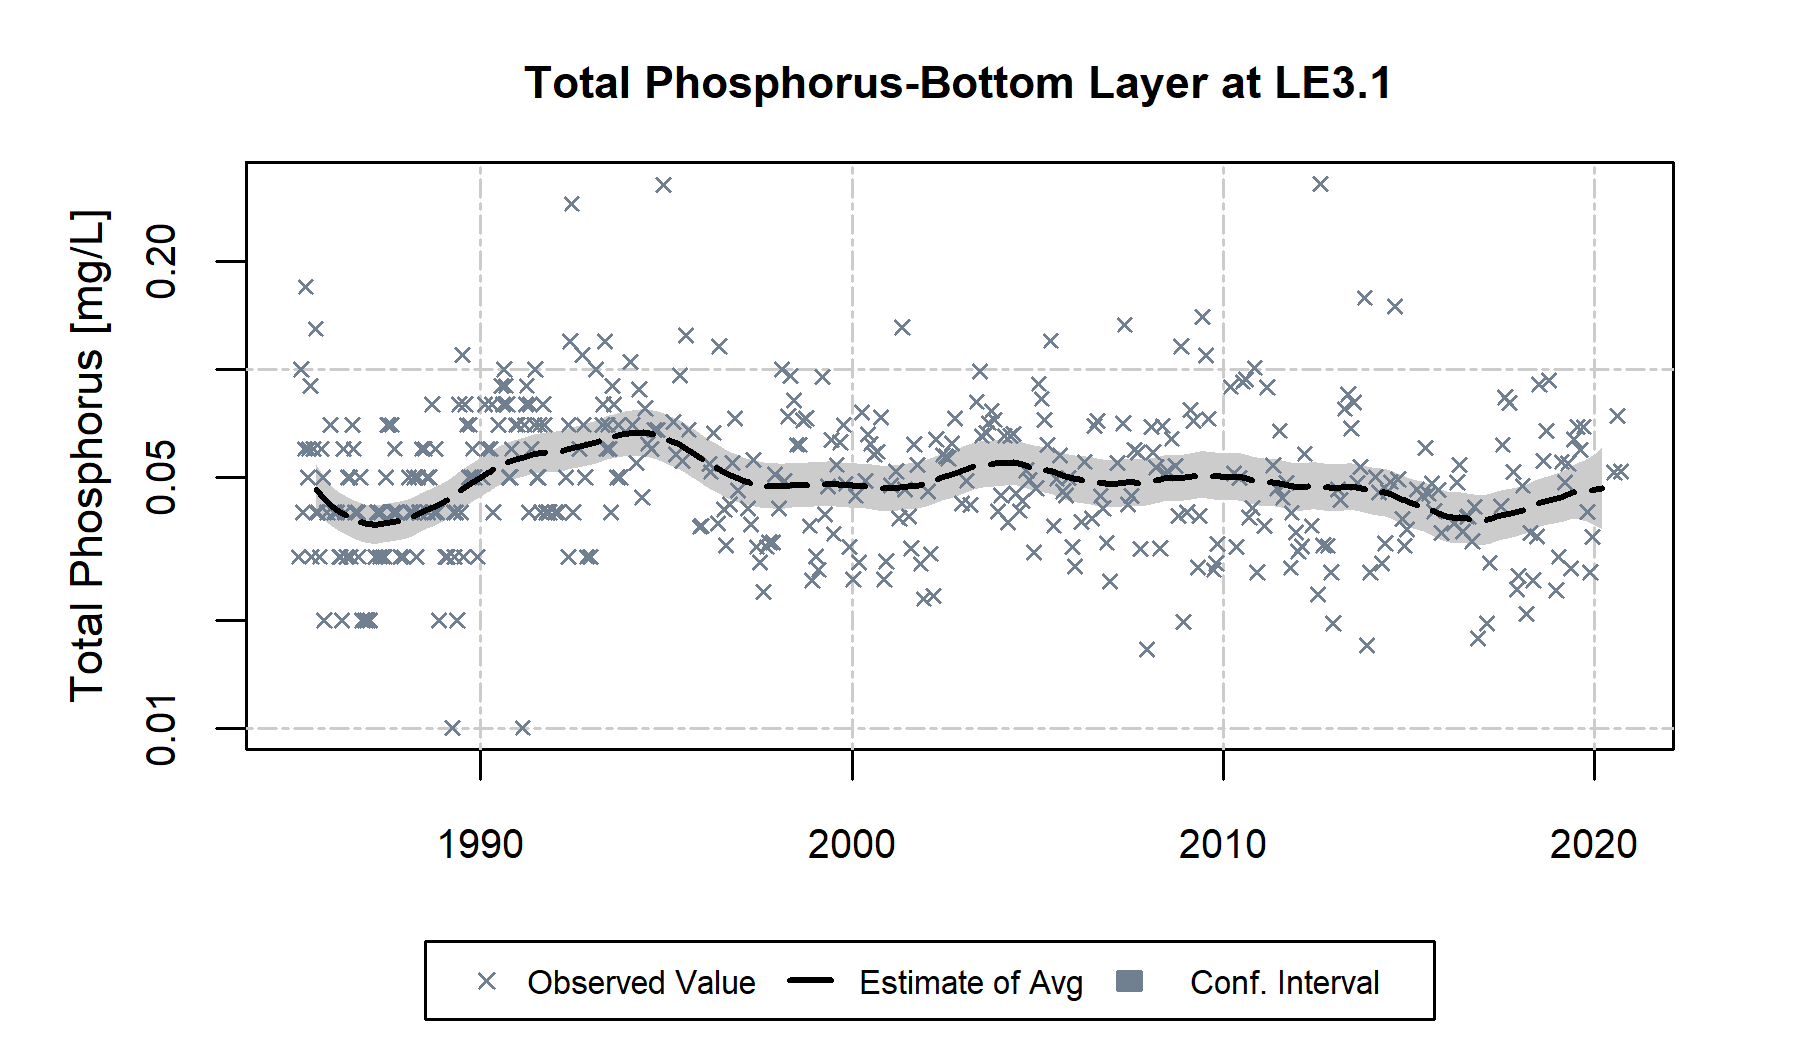 Total Phosphorus-Bottom Layer at LE3.1
Total Phosphorus [mg/L]
0.20
0.05
0.01
1990 2000 2010 2020
Observed Value Estimate of Avg Conf. Interval